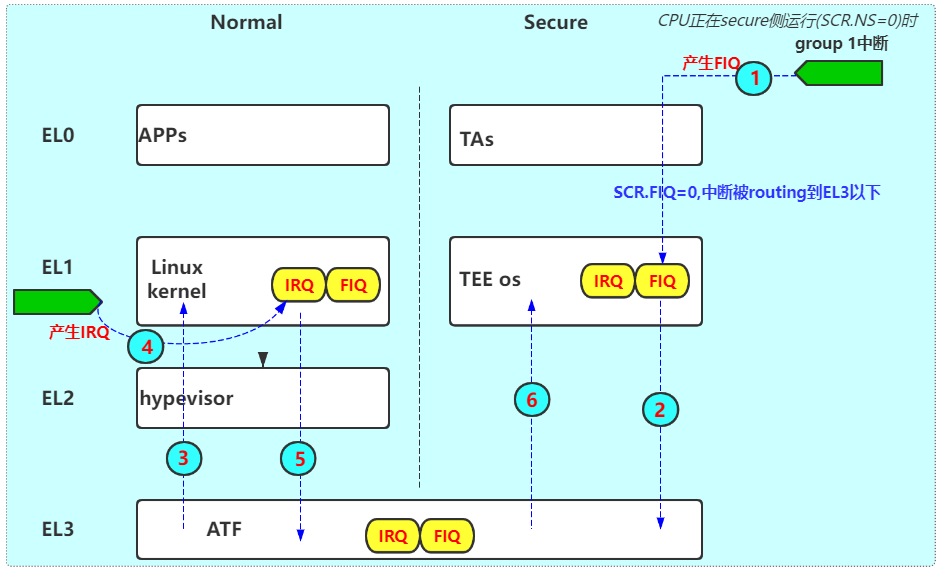 Normal
Secure
CPU正在secure侧运行(SCR.NS=0)时
group 1中断
产生FIQ
1
EL0
APPs
TAs
SCR.FIQ=0,中断被routing到EL3以下
EL1
Linux
kernel
IRQ
FIQ
TEE os
IRQ
FIQ
产生IRQ
4
EL2
hypevisor
6
2
3
5
EL3
ATF
IRQ
FIQ